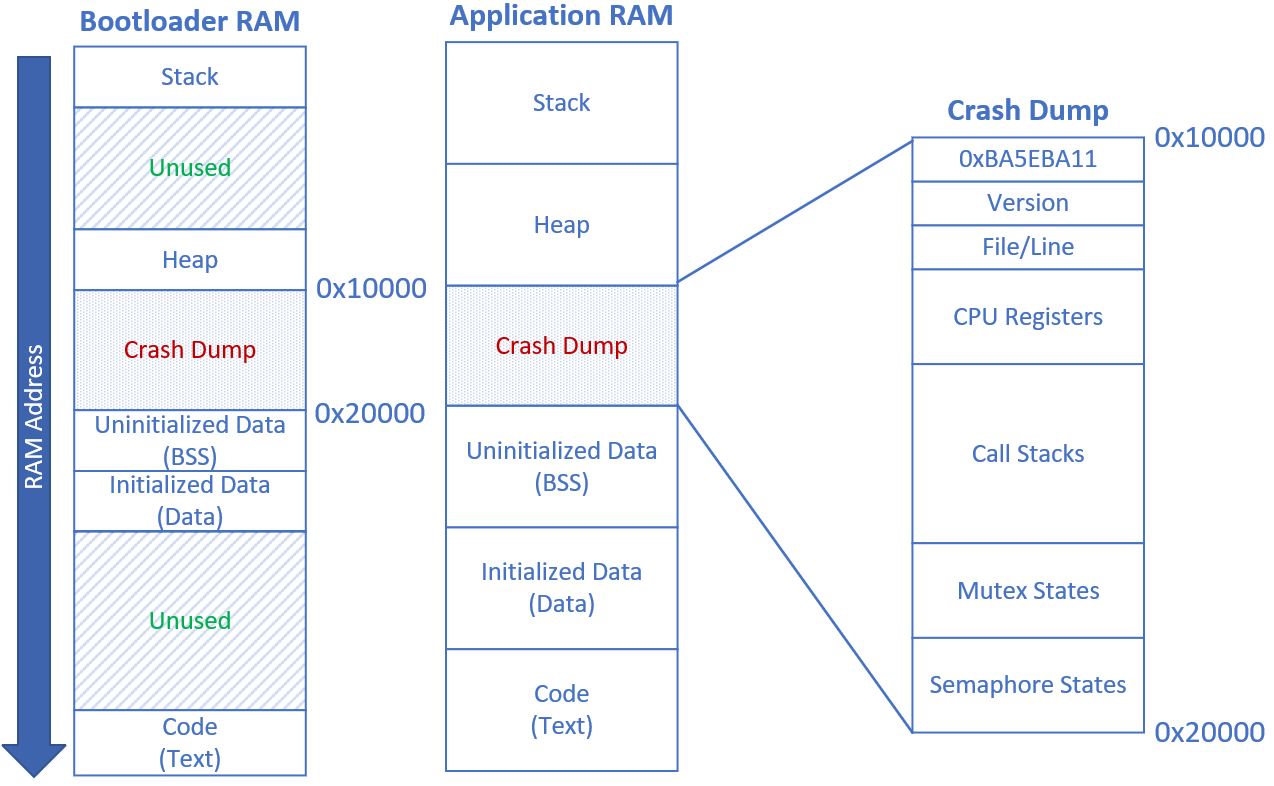 Bootloader RAM
Stack
Unused
Heap
Crash Dump
Uninitialized Data
(BSS)
Initialized Data
(Data)
Unused
Code
(Text)
RAM Address
0x10000
0x20000
Application RAM
Stack
Heap
Crash Dump
Uninitialized Data
(BSS)
Initialized Data
(Data)
Code
(Text)
Crash Dump
0x10000
0xBA5EBA11
Version
File/Line
CPU Registers
Call Stacks
Mutex States
Semaphore States
0x20000